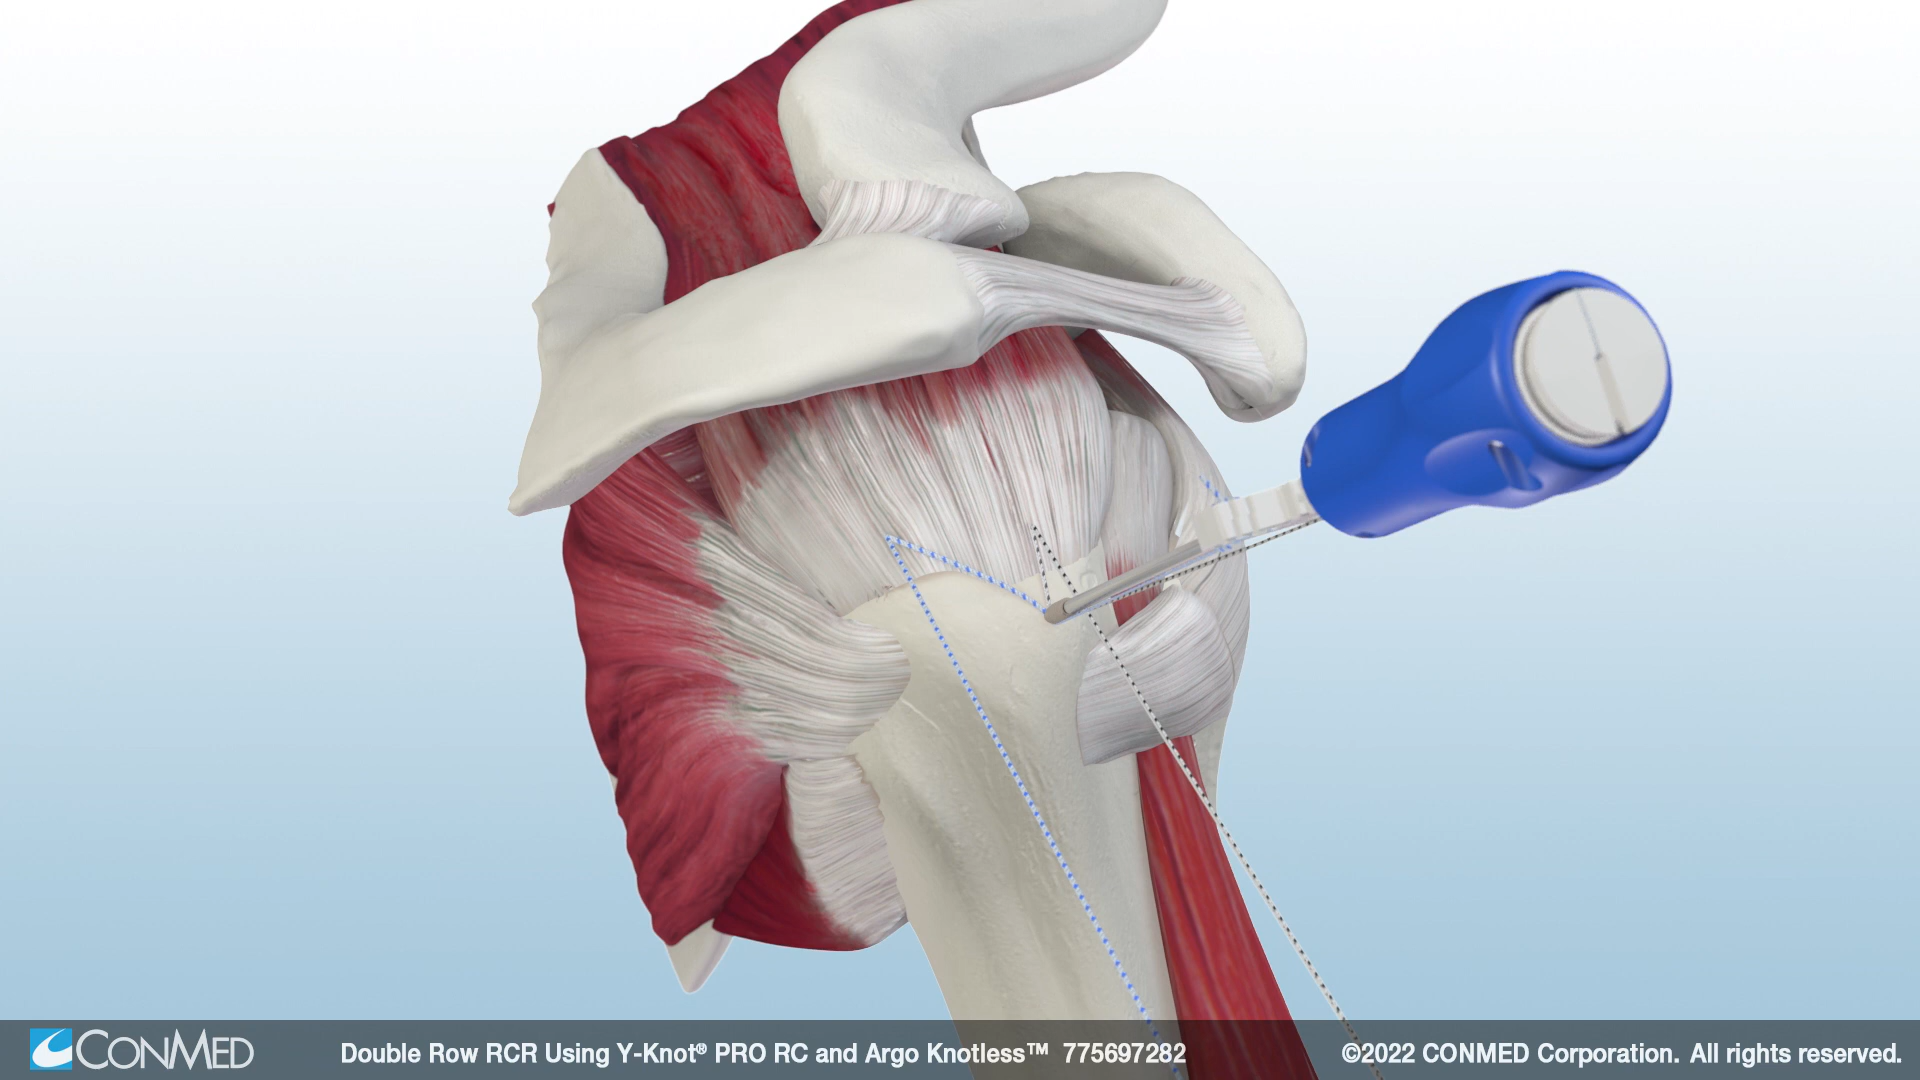 CONMED Double Row RCR Using Y-Knot® PRO RC and Argo Knotless™ 775697282 ©2022 CONMED Corporation. All rights reserved.